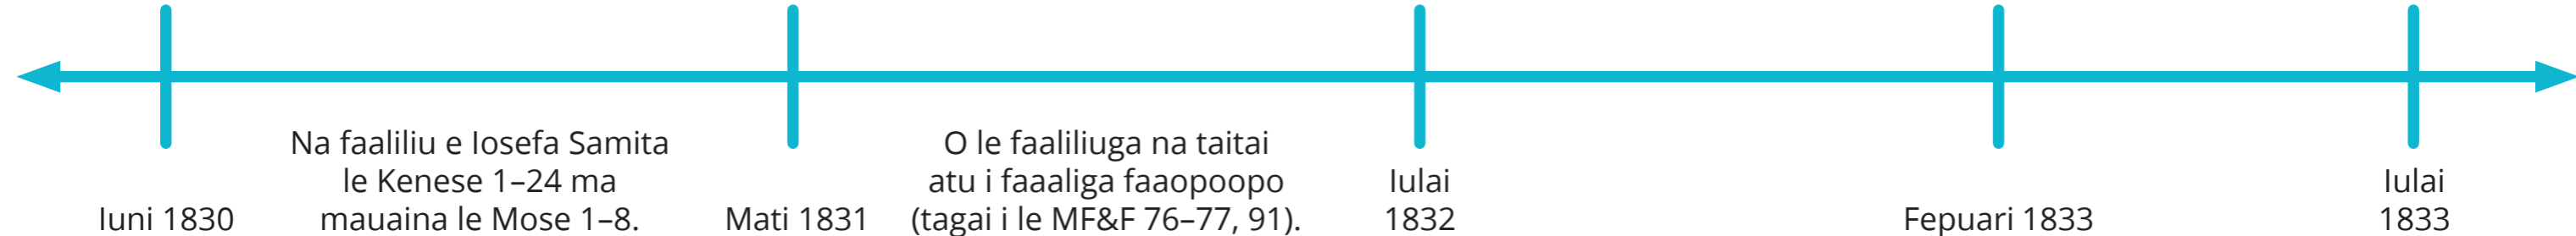 Iuni 1830
Na faaliliu e Iosefa Samita
le Kenese 1–24 ma
mauaina le Mose 1–8.
Mati 1831
O le faaliliuga na taitai
atu i faaaliga faaopoopo
(tagai i le MF&F 76–77, 91).
Iulai
1832
Fepuari 1833
Iulai
1833